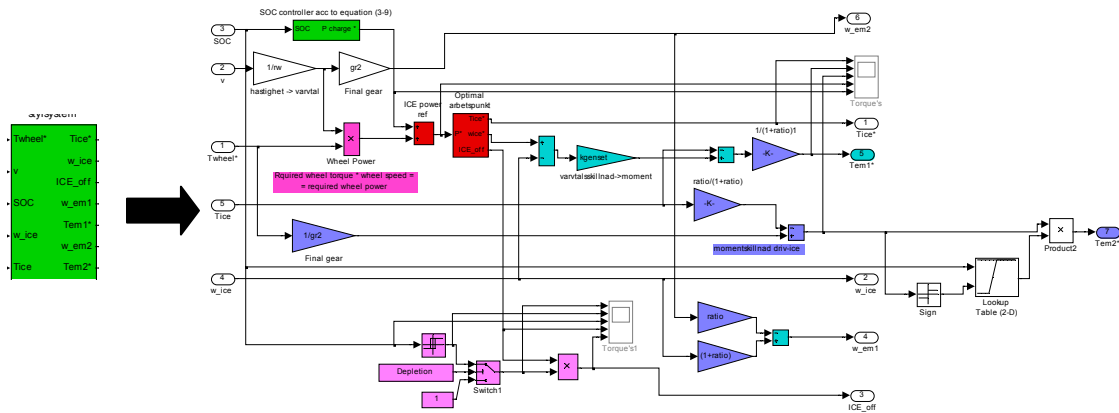 styrsystem
Twheel*
Tice*
w_ice
v
ICE_off
SOC
w_em1
Tem1*
w_ice
w_em2
Tice
Tem2*
SOC controller acc to equation (3-9)
3
SOC
SOC
P charge *
2
v
1/rw
hastighet -> varvtal
gr2
Final gear
1
Twheel*
×
Wheel Power
Rquired wheel torque * wheel speed =
= required wheel power
ICE power
ref
Optimal
arbetspunkt
Tice*
wice*
ICE_off
kgenset
varvtalsskillnad->moment
1/(1+ratio)1
-K-
6
w_em2
Torque's
1
Tice*
5
Tem1*
5
Tice
ratio/(1+ratio)
-K-
1/gr2
Final gear
momentskillnad driv-ice
4
w_ice
2
w_ice
×
Product2
7
Tem2*
Sign
Lookup
Table (2-D)
ratio
(1+ratio)
4
w_em1
Torque's1
Depletion
1
Switch1
×
3
ICE_off